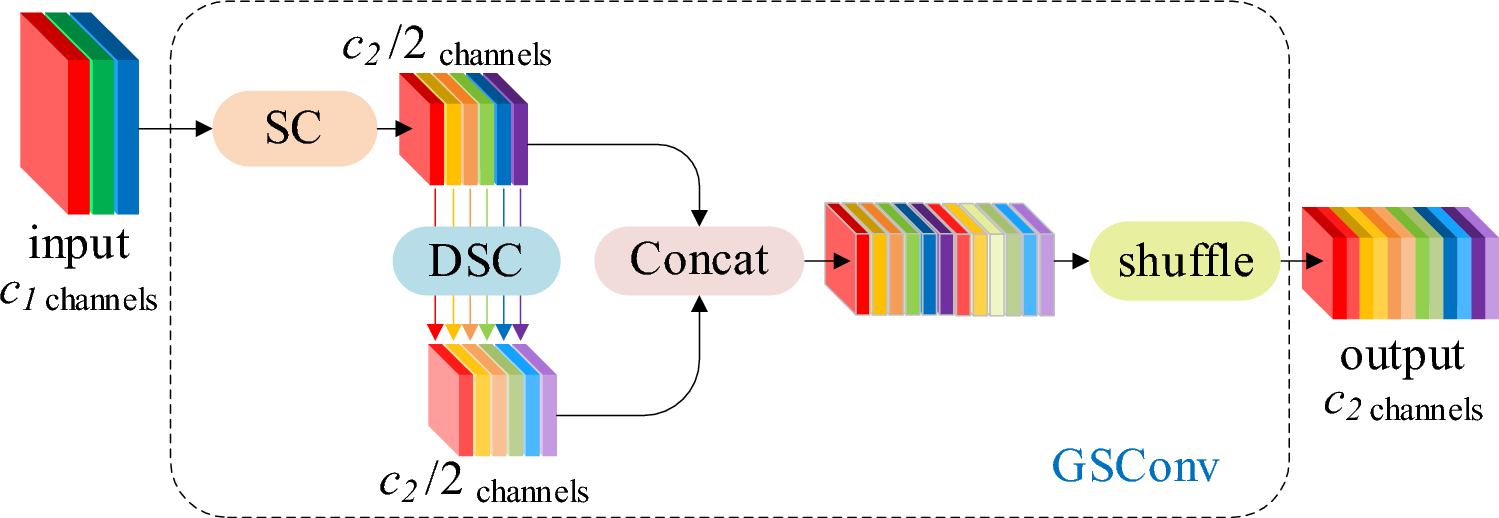 input
c1 channels
SC
c2/2 channels
DSC
c2/2 channels
Concat
shuffle
output
c2 channels
GSConv